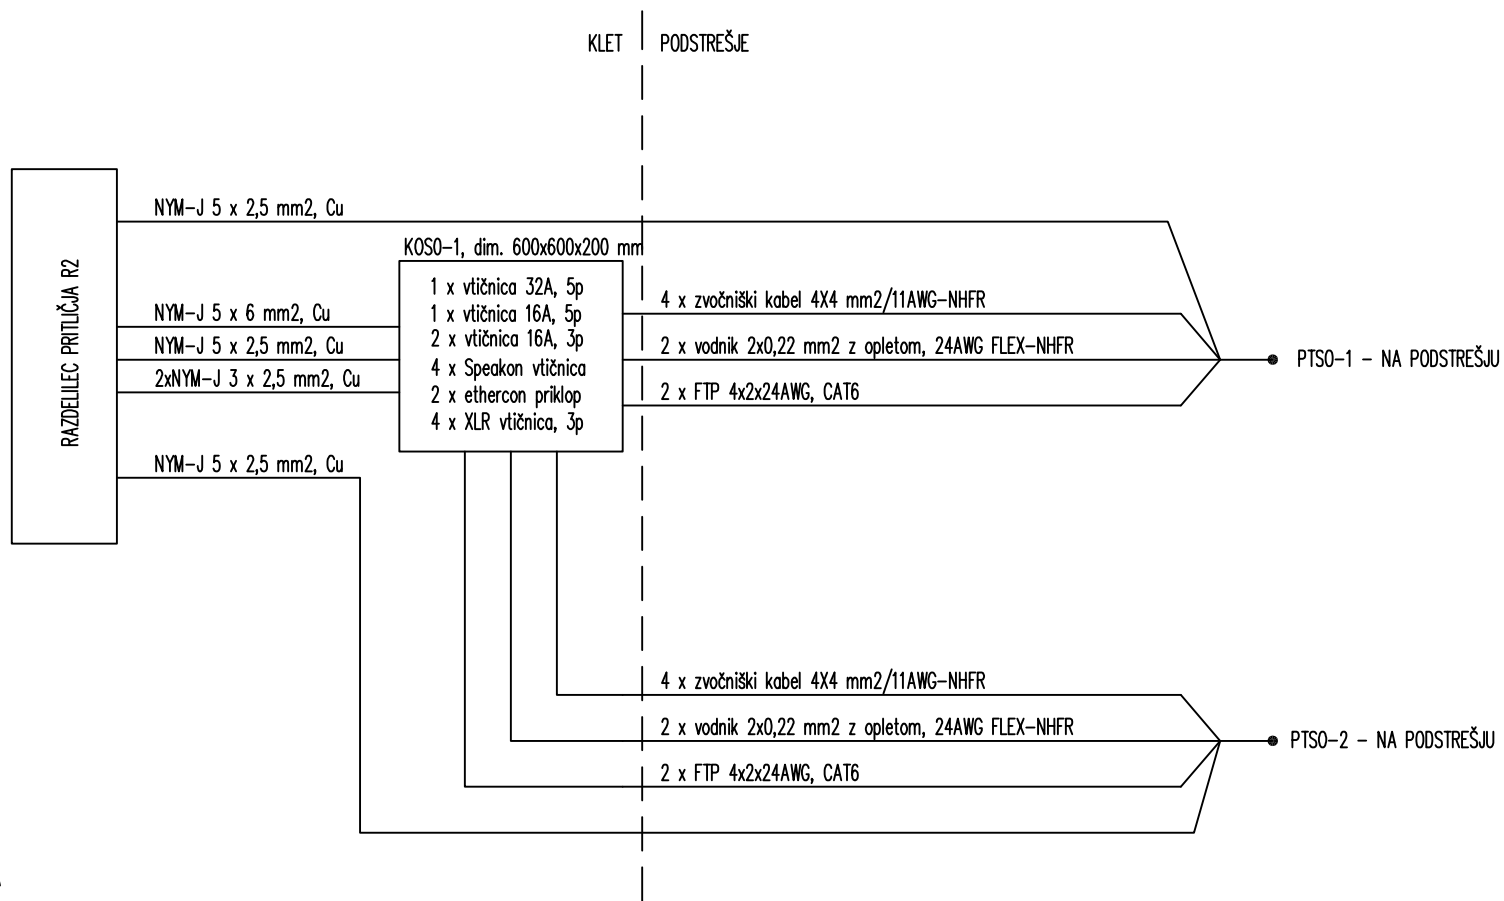 KLET
PODSTREŠJE
RAZDELILEC PRITLIČJA R2
NYM-J 5 x 2,5 mm2, Cu
KOSO-1, dim. 600x600x200 mm
1 x vtičnica 32A, 5p
1 x vtičnica 16A, 5p
2 x vtičnica 16A, 3p
4 x Speakon vtičnica
2 x ethercon priklop
4 x XLR vtičnica, 3p
NYM-J 5 x 6 mm2, Cu
NYM-J 5 x 2,5 mm2, Cu
2xNYM-J 3 x 2,5 mm2, Cu
NYM-J 5 x 2,5 mm2, Cu
4 x zvočniški kabel 4X4 mm2/11AWG-NHFR
2 x vodnik 2x0,22 mm2 z opletom, 24AWG FLEX-NHFR
2 x FTP 4x2x24AWG, CAT6
PTSO-1 - NA PODSTREŠJU
4 x zvočniški kabel 4X4 mm2/11AWG-NHFR
2 x vodnik 2x0,22 mm2 z opletom, 24AWG FLEX-NHFR
2 x FTP 4x2x24AWG, CAT6
PTSO-2 - NA PODSTREŠJU